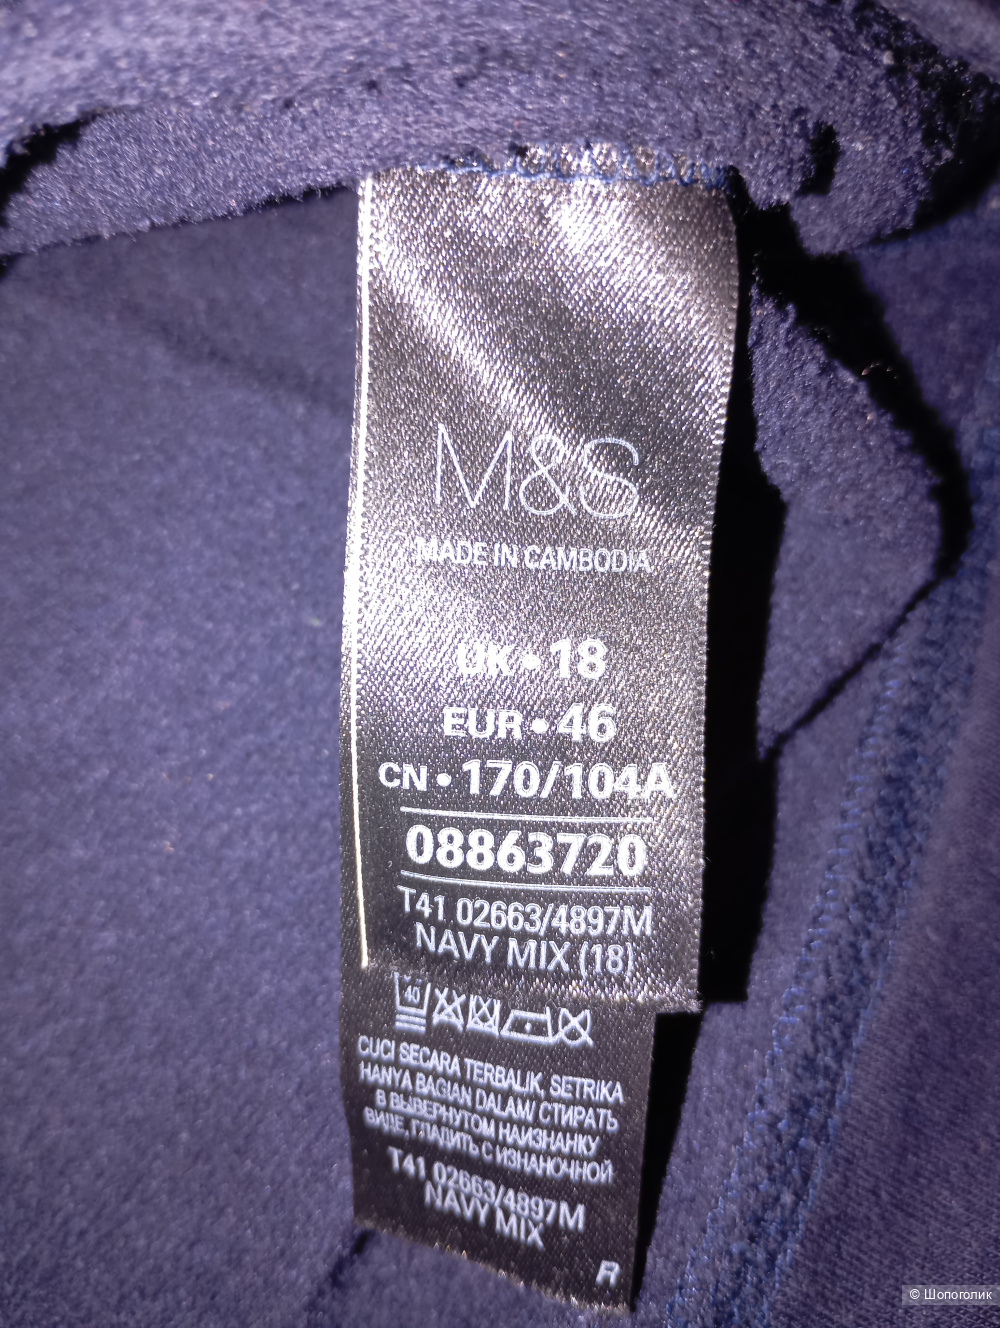 M&S
MADE IN CAMBODIA
UK • 18
EUR • 46
CN • 170/104A
08863720
T41 02663/4897M
NAVY MIX (18)
40
CUCI SECARA TERBALIK, SETRIKA
HANYA BAGIAN DALAM/ СТИРАТЬ
В ВЫВЕРНУТОМ НАИЗНАНКУ
ВИДЕ, ГЛАДИТЬ С ИЗНАНОЧНОЙ
T41 02663/4897M
NAVY MIX
R
© Шопоголик